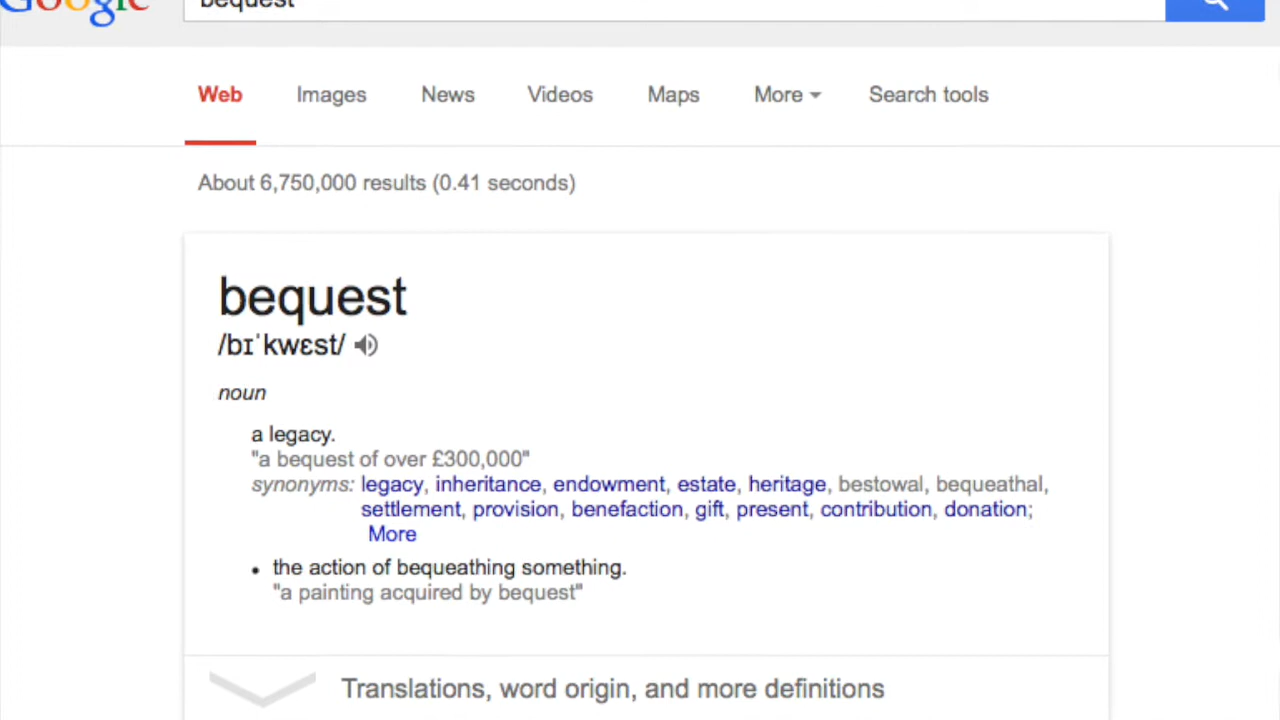 Google
bequest
Web Images News Videos Maps More Search tools
About 6,750,000 results (0.41 seconds)
bequest
/bɪˈkwɛst/
noun
a legacy.
"a bequest of over £300,000"
synonyms: legacy, inheritance, endowment, estate, heritage, bestowal, bequeathal,
settlement, provision, benefaction, gift, present, contribution, donation;
More
• the action of bequeathing something.
"a painting acquired by bequest"
Translations, word origin, and more definitions